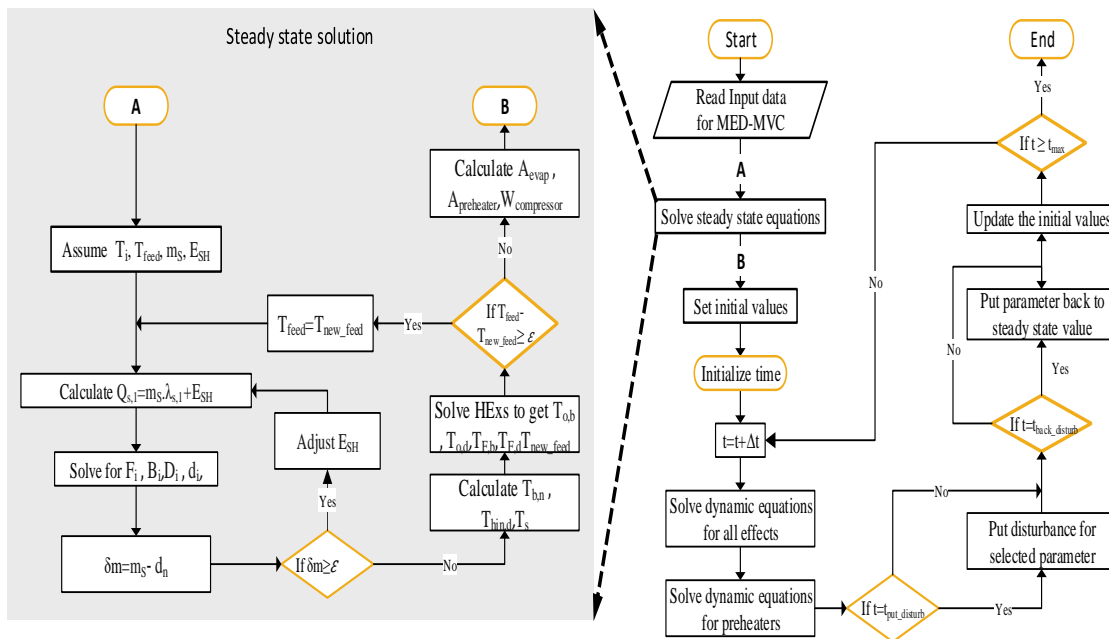 Steady state solution
A
Assume T_i, T_feed, m_S, E_SH
Calculate Q_s,1=m_S.λ_s,1+E_SH
Solve for F_i , B_i,D_i , d_i,
δm=m_S- d_n
If δm≥ε
Yes
No
Adjust E_SH
Calculate T_b,n ,
T_hin,d,T_s
Solve HExs to get T_o,b
, T_o,d,T_E,b,T_E,d T_new_feed
If T_feed-
T_new_feed≥ ε
Yes
No
T_feed=T_new_feed
Calculate A_evap ,
A_preheater,W_compressor
B
Start
Read Input data
for MED-MVC
A
Solve steady state equations
B
Set initial values
Initialize time
t=t+Δt
Solve dynamic equations
for all effects
Solve dynamic equations
for preheaters
If t=t_put_disturb
No
Yes
Put disturbance for
selected parameter
If t=t_back_disturb
No
Yes
Put parameter back to
steady state value
Update the initial values
If t ≥ t_max
No
Yes
End